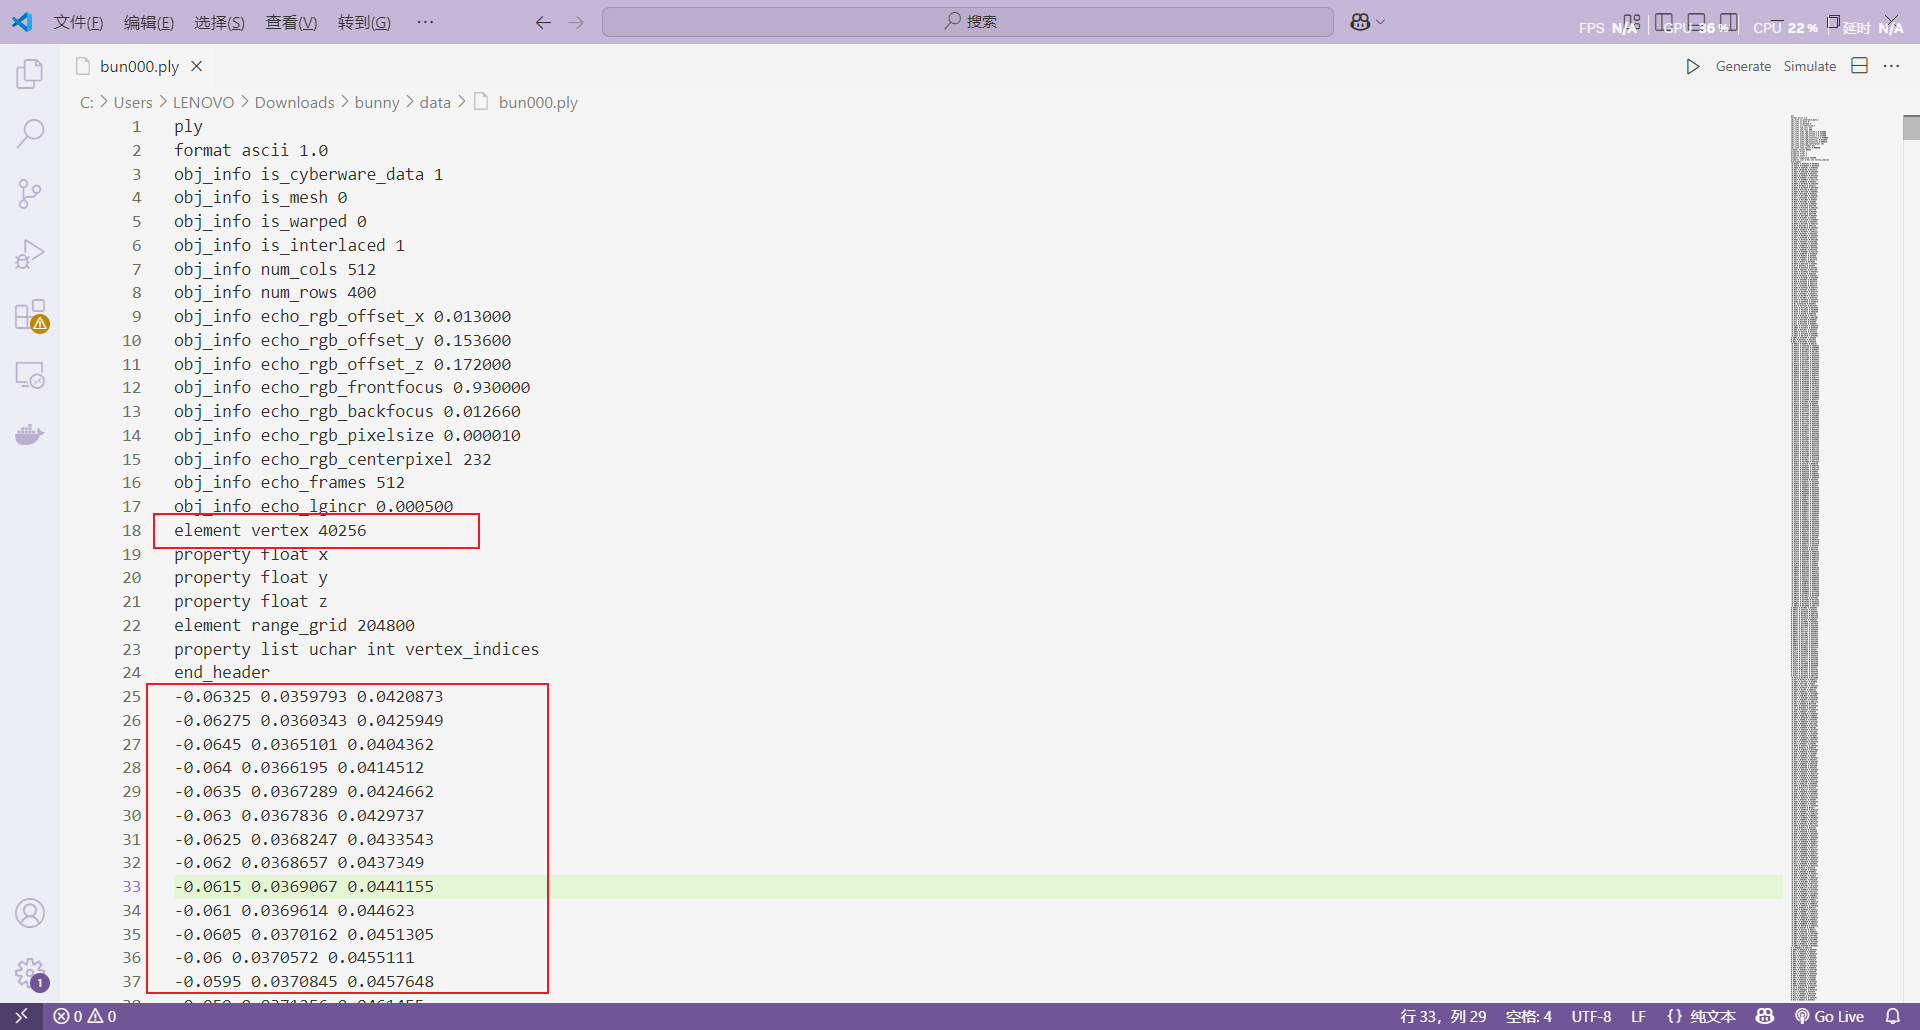 文件(F) 编辑(E) 选择(S) 查看(V) 转到(G) ··· 搜索
FPS N/A GPU 36 % CPU 22 % 延时 N/A
bun000.ply Generate Simulate
C: > Users > LENOVO > Downloads > bunny > data > bun000.ply
1 ply
2 format ascii 1.0
3 obj_info is_cyberware_data 1
4 obj_info is_mesh 0
5 obj_info is_warped 0
6 obj_info is_interlaced 1
7 obj_info num_cols 512
8 obj_info num_rows 400
9 obj_info echo_rgb_offset_x 0.013000
10 obj_info echo_rgb_offset_y 0.153600
11 obj_info echo_rgb_offset_z 0.172000
12 obj_info echo_rgb_frontfocus 0.930000
13 obj_info echo_rgb_backfocus 0.012660
14 obj_info echo_rgb_pixelsize 0.000010
15 obj_info echo_rgb_centerpixel 232
16 obj_info echo_frames 512
17 obj_info echo_lgincr 0.000500
18 element vertex 40256
19 property float x
20 property float y
21 property float z
22 element range_grid 204800
23 property list uchar int vertex_indices
24 end_header
25 -0.06325 0.0359793 0.0420873
26 -0.06275 0.0360343 0.0425949
27 -0.0645 0.0365101 0.0404362
28 -0.064 0.0366195 0.0414512
29 -0.0635 0.0367289 0.0424662
30 -0.063 0.0367836 0.0429737
31 -0.0625 0.0368247 0.0433543
32 -0.062 0.0368657 0.0437349
33 -0.0615 0.0369067 0.0441155
34 -0.061 0.0369614 0.044623
35 -0.0605 0.0370162 0.0451305
36 -0.06 0.0370572 0.0455111
37 -0.0595 0.0370845 0.0457648
1
0 0 行 33，列 29 空格: 4 UTF-8 LF {} 纯文本 Go Live